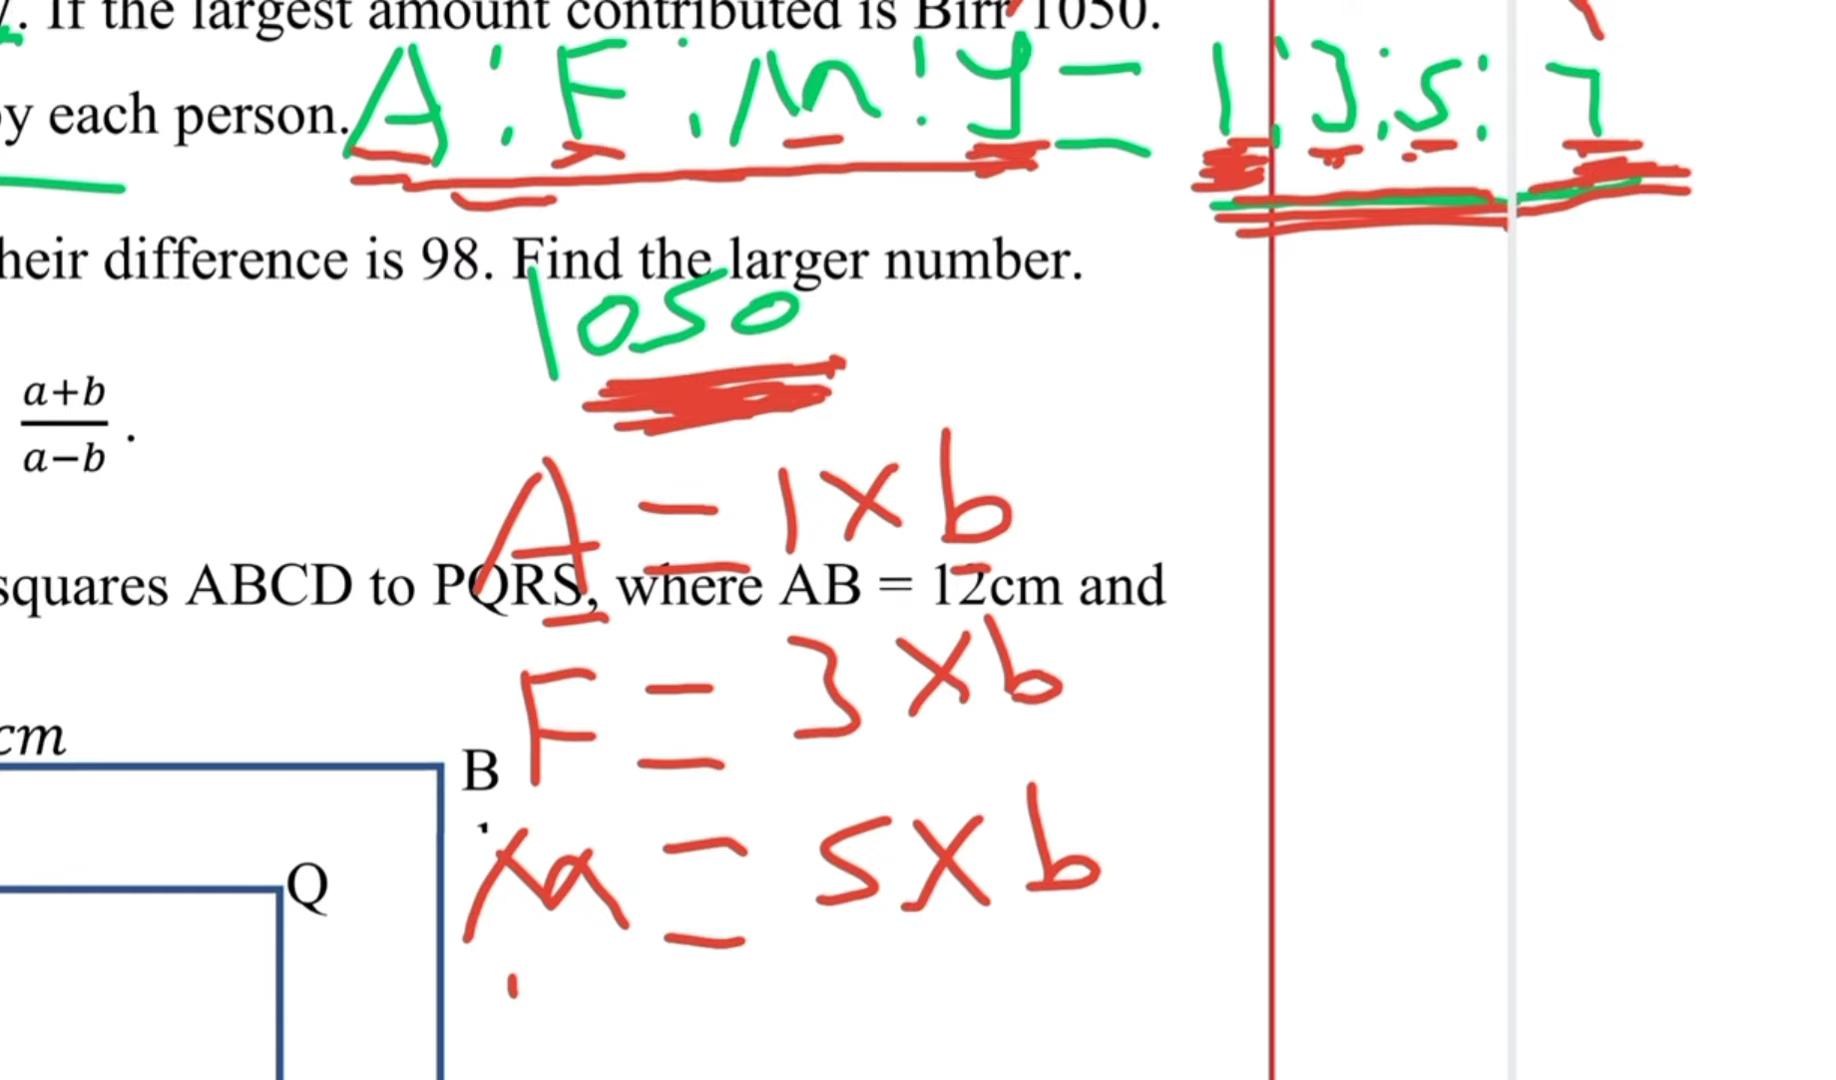 . If the largest amount contributed is Birr 1050.
y each person. A : F : m : y = 1 : 3 : 5 : 7
heir difference is 98. Find the larger number.
1050
a+b
a−b .
A = 1 x b
squares ABCD to PQRS, where AB = 12cm and
F = 3 x b
cm
B
m = 5 x b
Q